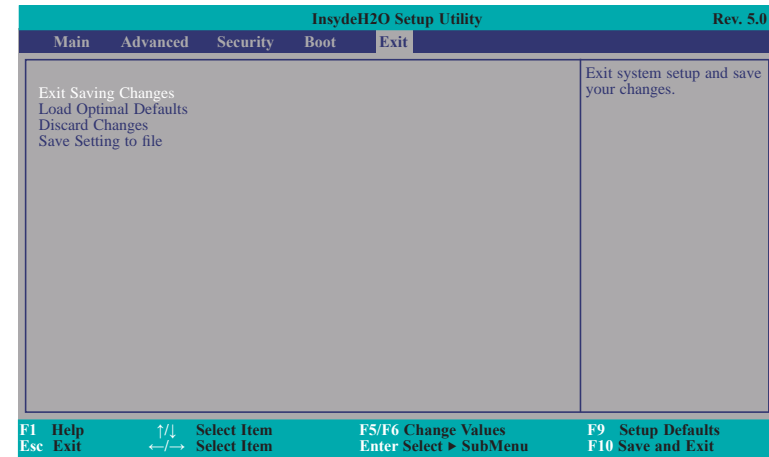 InsydeH2O Setup Utility Rev. 5.0
Main Advanced Security Boot Exit
Exit Saving Changes
Load Optimal Defaults
Discard Changes
Save Setting to file
Exit system setup and save
your changes.
F1 Help ↑/↓ Select Item F5/F6 Change Values F9 Setup Defaults
Esc Exit ←/→ Select Item Enter Select ▶ SubMenu F10 Save and Exit